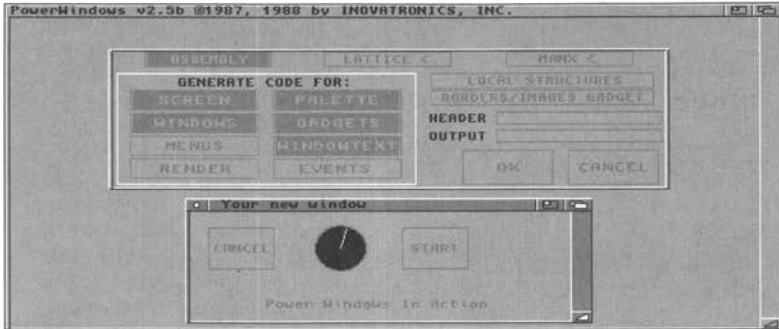 PowerWindows v2.5b ©1987, 1988 by INOVATRONICS, INC.
ASSEMBLY LATTICE C MANX C
GENERATE CODE FOR:
SCREEN PALETTE
WINDOWS GADGETS
MENUS WINDOWTEXT
RENDER EVENTS
LOCAL STRUCTURES
BORDERS/IMAGES GADGET
HEADER
OUTPUT
OK CANCEL
Your new window
CANCEL START
Power Windows In Action